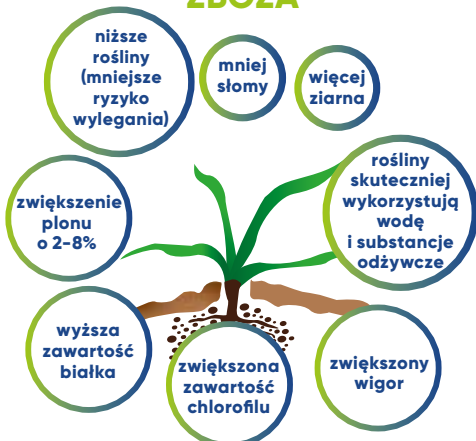 ZBOŻA
niższe
rośliny
(mniejsze
ryzyko
wylegania)
mniej
słomy
więcej
ziarna
zwiększenie
plonu
o 2-8%
rośliny
skuteczniej
wykorzystują
wodę
i substancje
odżywcze
wyższa
zawartość
białka
zwiększona
zawartość
chlorofilu
zwiększony
wigor